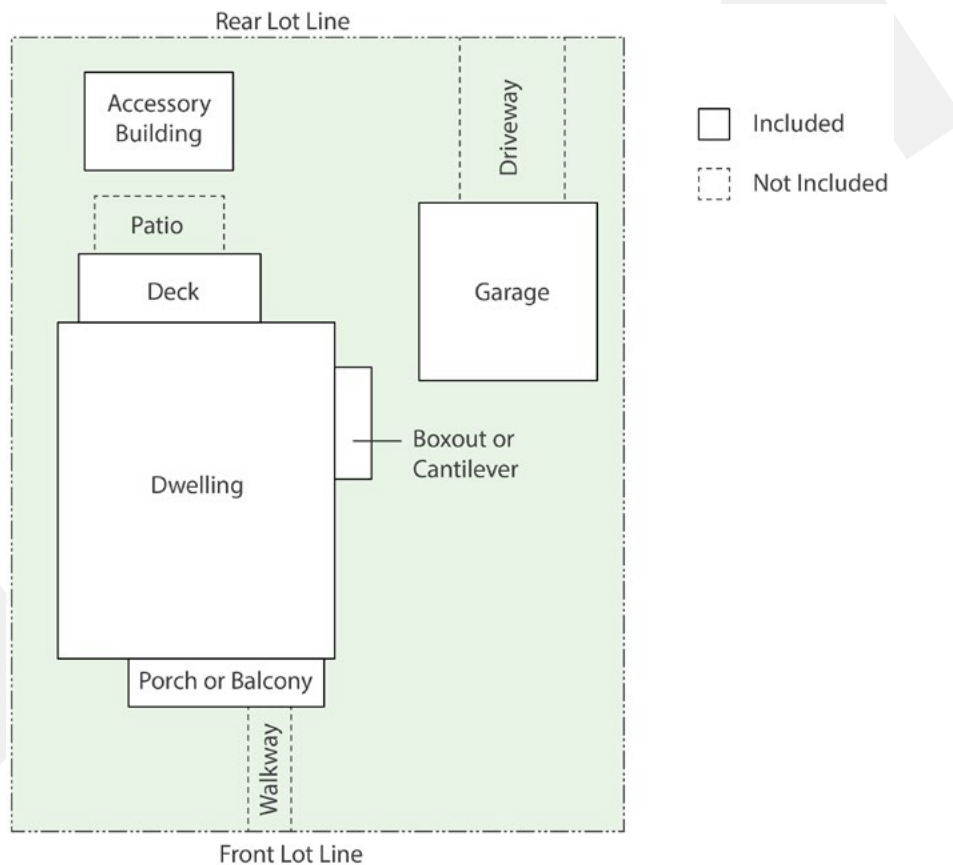 Rear Lot Line
Accessory
Building
Driveway
Included
Not Included
Patio
Deck
Garage
Boxout or
Cantilever
Dwelling
Porch or Balcony
Walkway
Front Lot Line